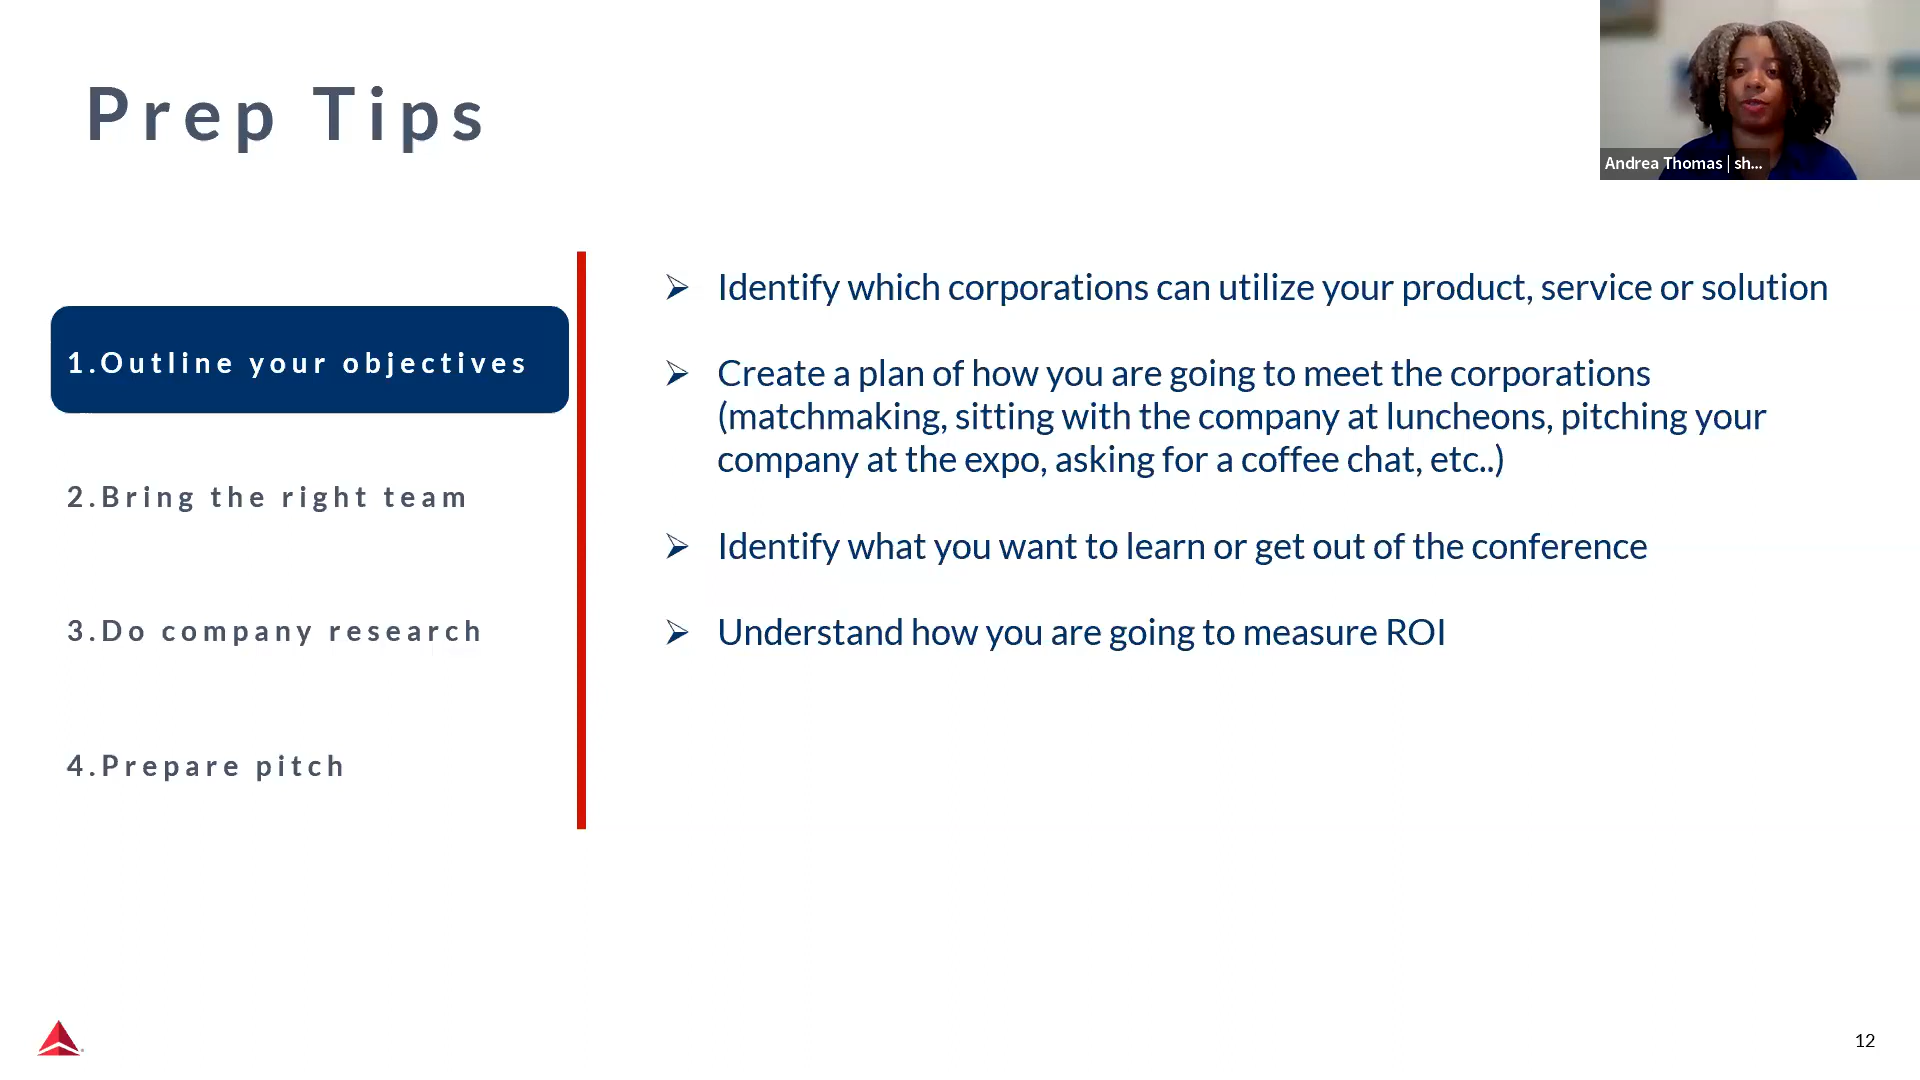 Prep Tips
Andrea Thomas | sh...
1.Outline your objectives
2.Bring the right team
3.Do company research
4.Prepare pitch
Identify which corporations can utilize your product, service or solution
Create a plan of how you are going to meet the corporations
(matchmaking, sitting with the company at luncheons, pitching your
company at the expo, asking for a coffee chat, etc..)
Identify what you want to learn or get out of the conference
Understand how you are going to measure ROI
12